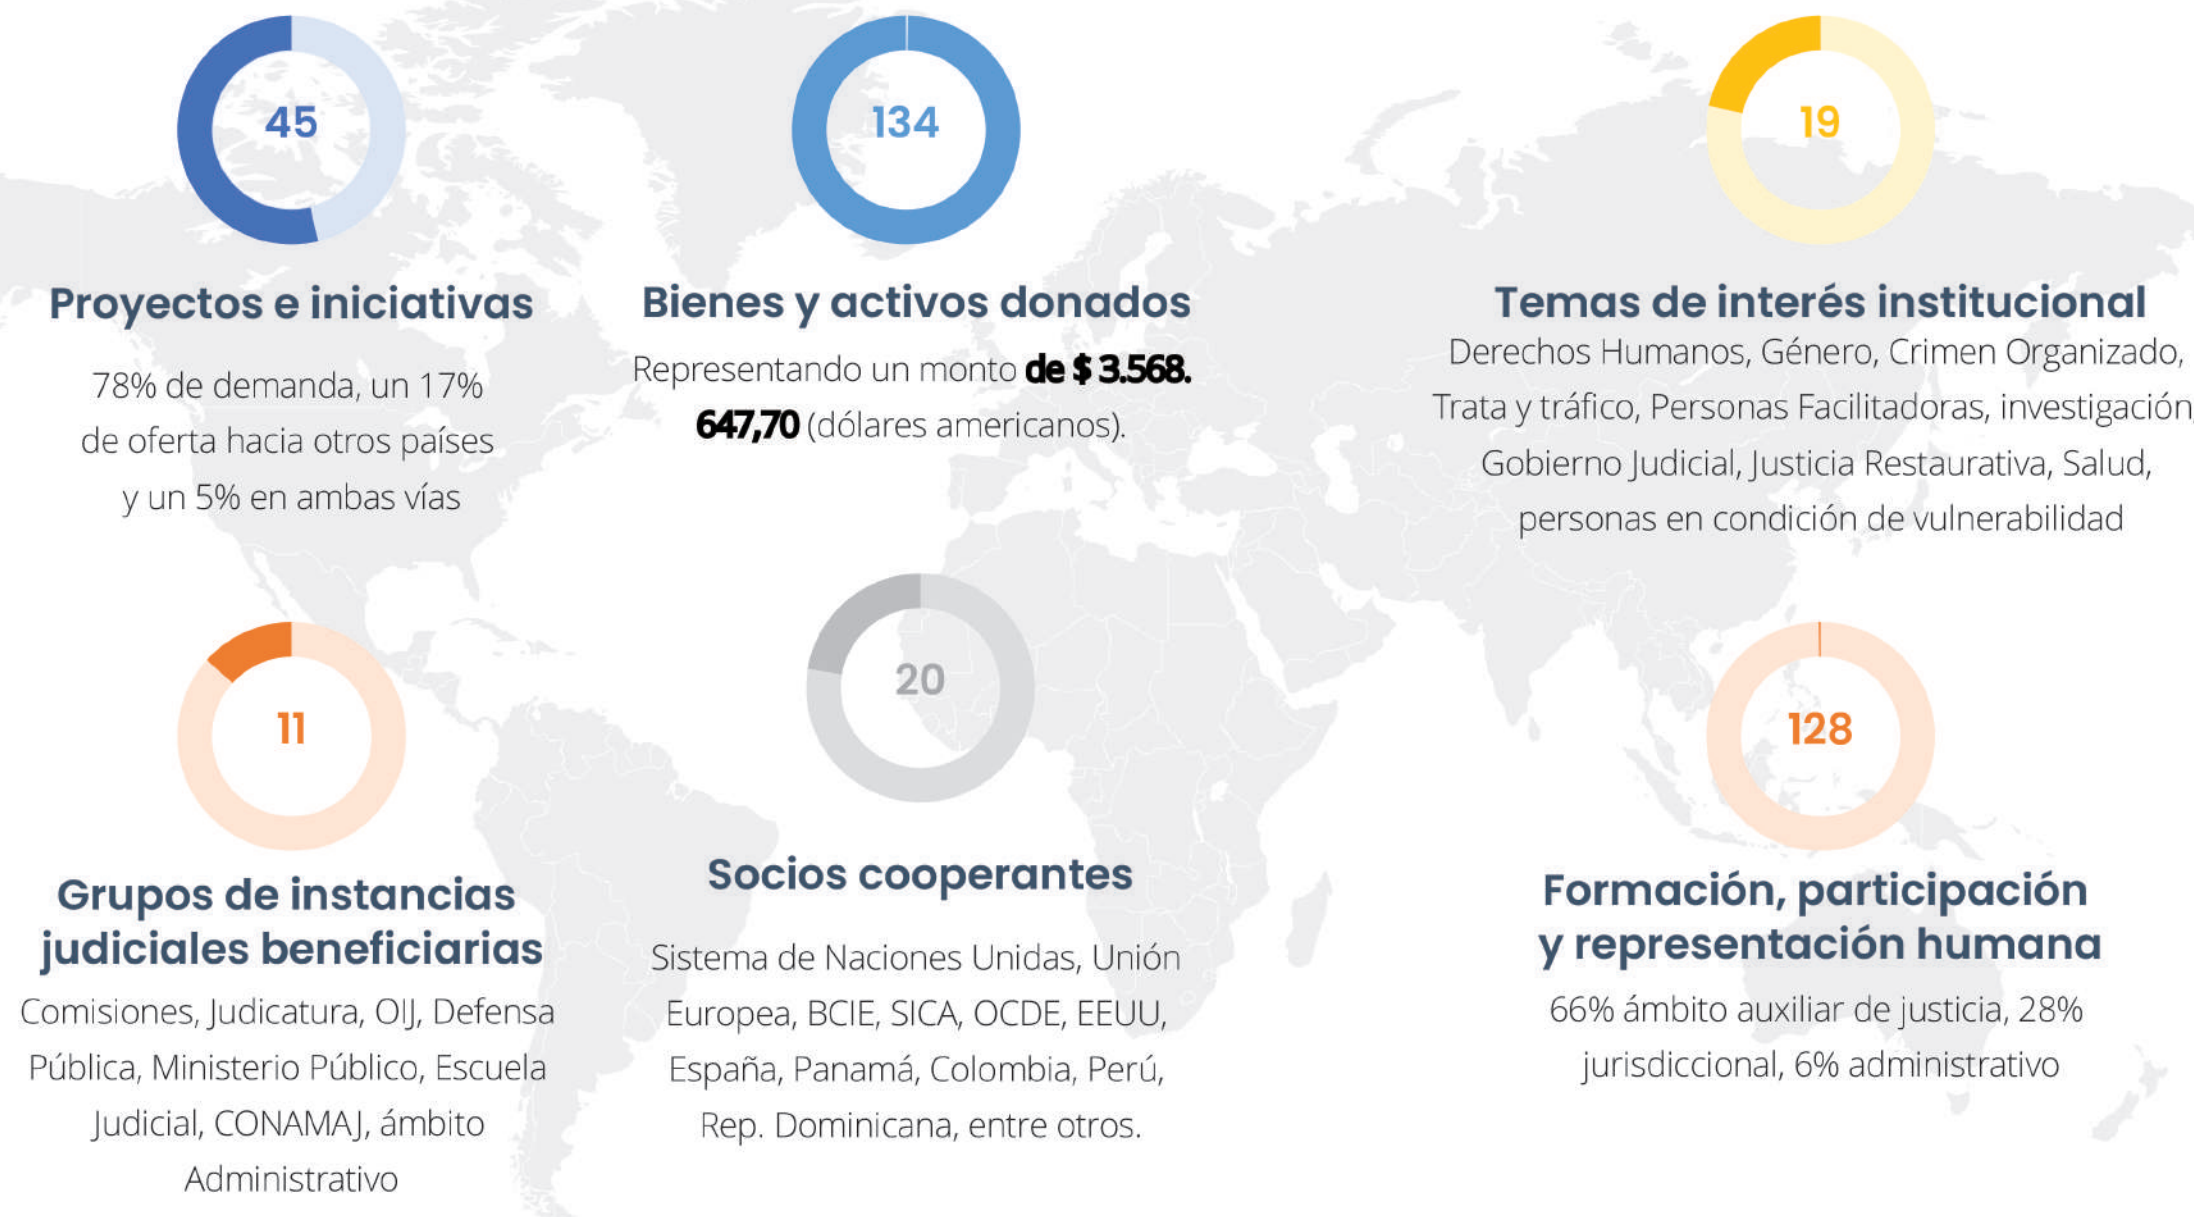 45
Proyectos e iniciativas
78% de demanda, un 17%
de oferta hacia otros países
y un 5% en ambas vías
134
Bienes y activos donados
Representando un monto de $ 3.568.
647,70 (dólares americanos).
19
Temas de interés institucional
Derechos Humanos, Género, Crimen Organizado,
Trata y tráfico, Personas Facilitadoras, investigación,
Gobierno Judicial, Justicia Restaurativa, Salud,
personas en condición de vulnerabilidad
11
Grupos de instancias
judiciales beneficiarias
Comisiones, Judicatura, OIJ, Defensa
Pública, Ministerio Público, Escuela
Judicial, CONAMAJ, ámbito
Administrativo
20
Socios cooperantes
Sistema de Naciones Unidas, Unión
Europea, BCIE, SICA, OCDE, EEUU,
España, Panamá, Colombia, Perú,
Rep. Dominicana, entre otros.
128
Formación, participación
y representación humana
66% ámbito auxiliar de justicia, 28%
jurisdiccional, 6% administrativo